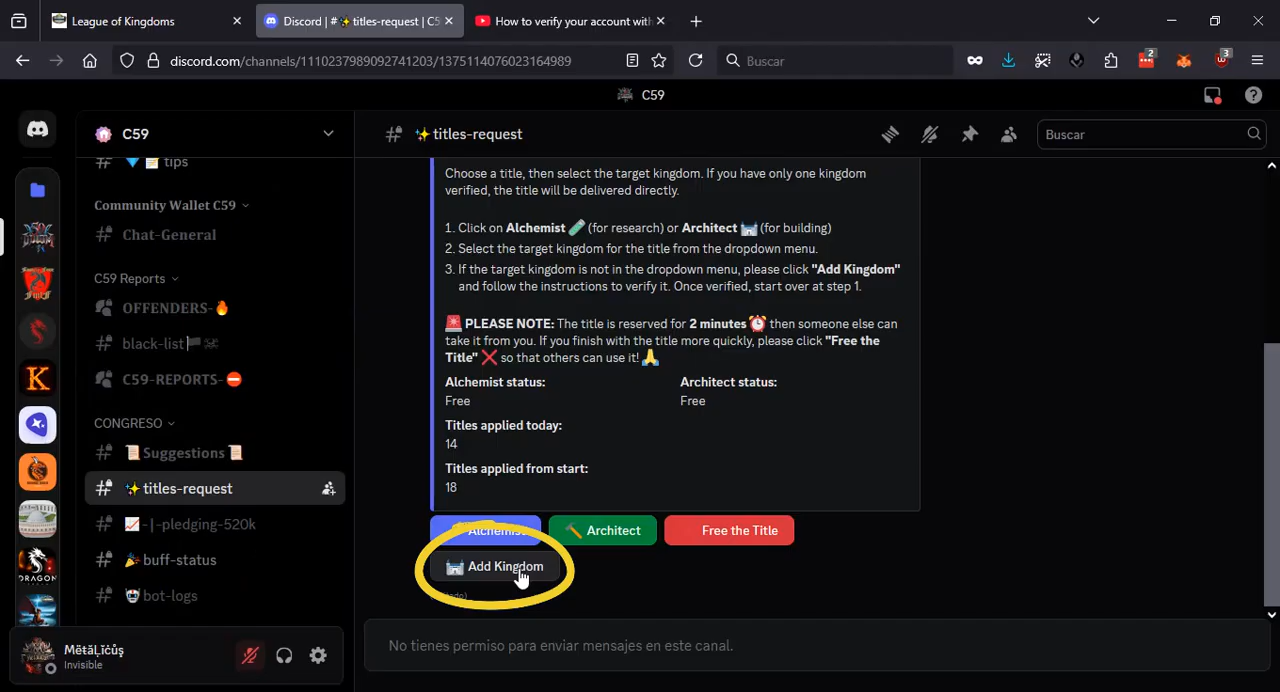 League of Kingdoms
Discord | # ✨titles-request | C5
How to verify your account with
discord.com/channels/1110237989092741203/1375114076023164989
Buscar
2
3
C59
C59
✨titles-request
Buscar
tips
Community Wallet C59
Chat-General
C59 Reports
OFFENDERS-🔥
black-list🏴☠
C59-REPORTS-⛔
CONGRESO
📜Suggestions📜
✨titles-request
📈-|-pledging-520k
🎉buff-status
🤖bot-logs
Mëtäļ.ľćůş
Invisible
Choose a title, then select the target kingdom. If you have only one kingdom
verified, the title will be delivered directly.
1. Click on Alchemist 🧪 (for research) or Architect 🏰 (for building)
2. Select the target kingdom for the title from the dropdown menu.
3. If the target kingdom is not in the dropdown menu, please click "Add Kingdom"
and follow the instructions to verify it. Once verified, start over at step 1.
🚨 PLEASE NOTE: The title is reserved for 2 minutes ⏰ then someone else can
take it from you. If you finish with the title more quickly, please click "Free the
Title" ❌ so that others can use it! 🙏
Alchemist status:
Free
Architect status:
Free
Titles applied today:
14
Titles applied from start:
18
Alchemist
🔨 Architect
Free the Title
🏰 Add Kingdom
No tienes permiso para enviar mensajes en este canal.